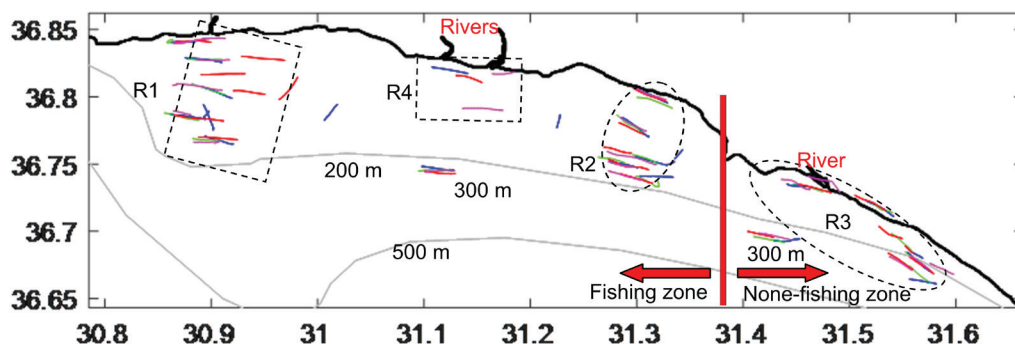 36.85
36.8
36.75
36.7
36.65
Rivers
R1
R4
R2
River
200 m
300 m
R3
500 m
300 m
Fishing zone
None-fishing zone
30.8
30.9
31
31.1
31.2
31.3
31.4
31.5
31.6